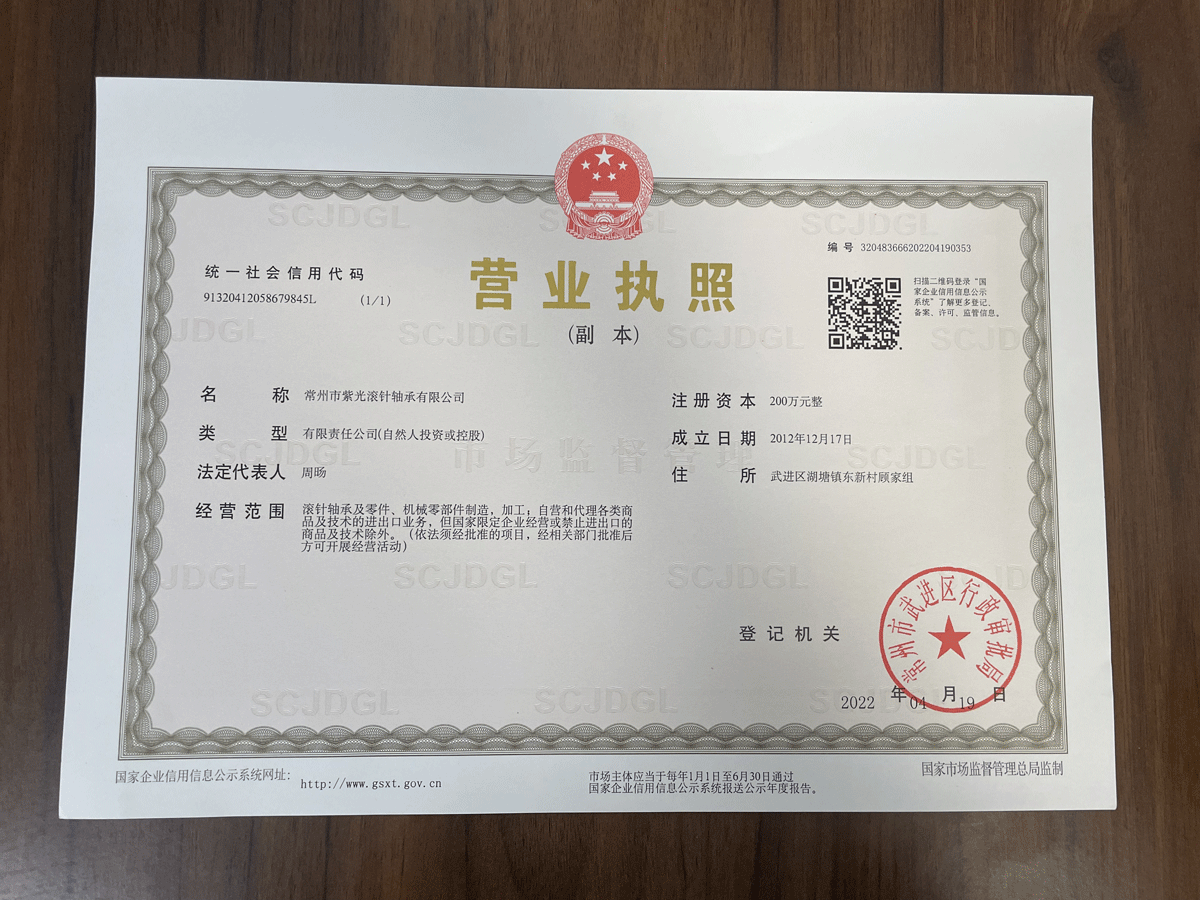 编 号 320483666202204190353
统一社会信用代码
91320412058679845L (1/1)
营业执照
(副 本)
扫描二维码登录“国
家企业信用信息公示
系统”了解更多登记、
备案、许可、监管信息。
名 称 常州市紫光滚针轴承有限公司
类 型 有限责任公司(自然人投资或控股)
法定代表人 周旸
经营范围 滚针轴承及零件、机械零部件制造，加工；自营和代理各类商
品及技术的进出口业务，但国家限定企业经营或禁止进出口的
商品及技术除外。（依法须经批准的项目，经相关部门批准后
方可开展经营活动）
注册资本 200万元整
成立日期 2012年12月17日
住 所 武进区湖塘镇东新村顾家组
SCJDGL
市场监督管理
登记机关
常州市武进区行政审批局
2022 年 04 月 19 日
国家企业信用信息公示系统网址: http://www.gsxt.gov.cn
市场主体应当于每年1月1日至6月30日通过
国家企业信用信息公示系统报送公示年度报告。
国家市场监督管理总局监制